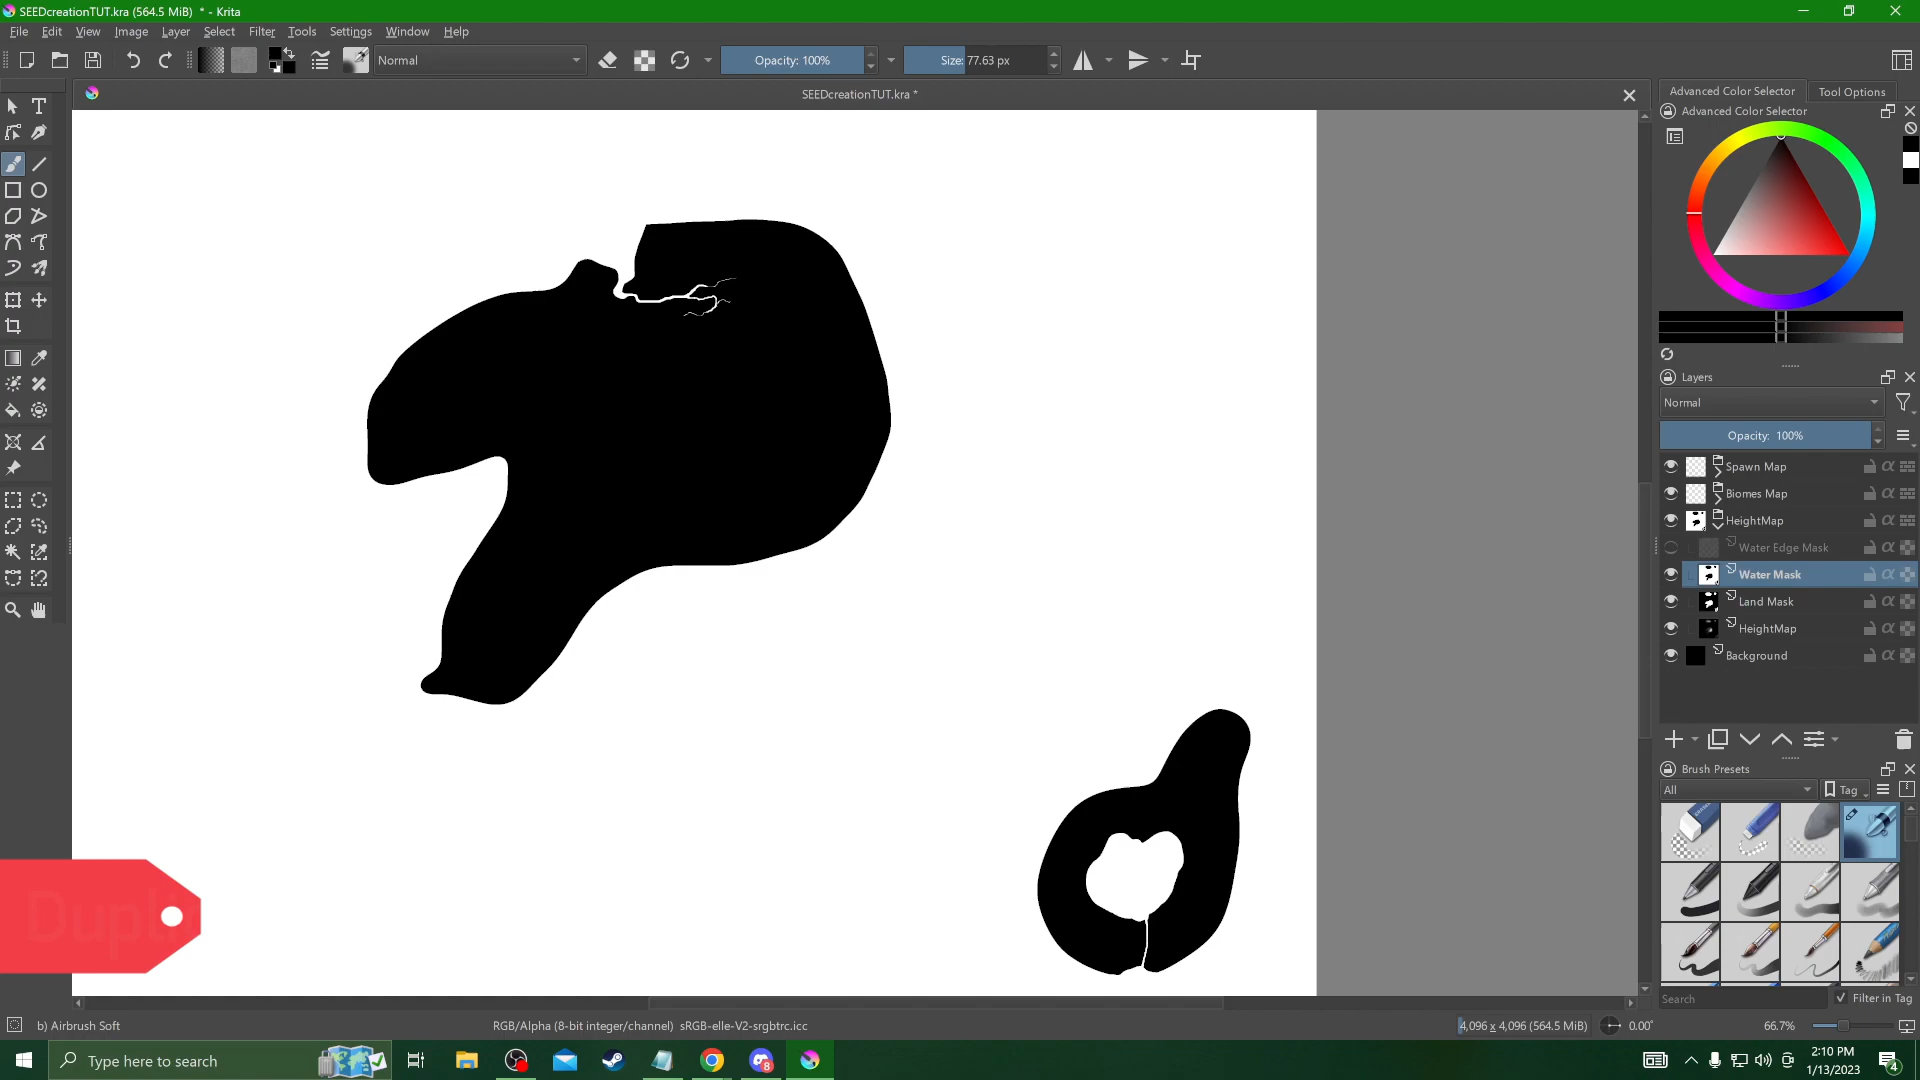 SEEDcreationTUT.kra (564.5 MiB) * - Krita
File Edit View Image Layer Select Filter Tools Settings Window Help
Normal
Opacity: 100%
Size: 77.63 px
SEEDcreationTUT.kra *
Advanced Color Selector
Tool Options
Advanced Color Selector
Layers
Normal
Opacity: 100%
Spawn Map
Biomes Map
HeightMap
Water Edge Mask
Water Mask
Land Mask
HeightMap
Background
Brush Presets
All
Tag
Search
Filter in Tag
Dupl
b) Airbrush Soft
RGB/Alpha (8-bit integer/channel) sRGB-elle-V2-srgbtrc.icc
4,096 x 4,096 (564.5 MiB)
0.00°
66.7%
Type here to search
8
2:10 PM
1/13/2023
4